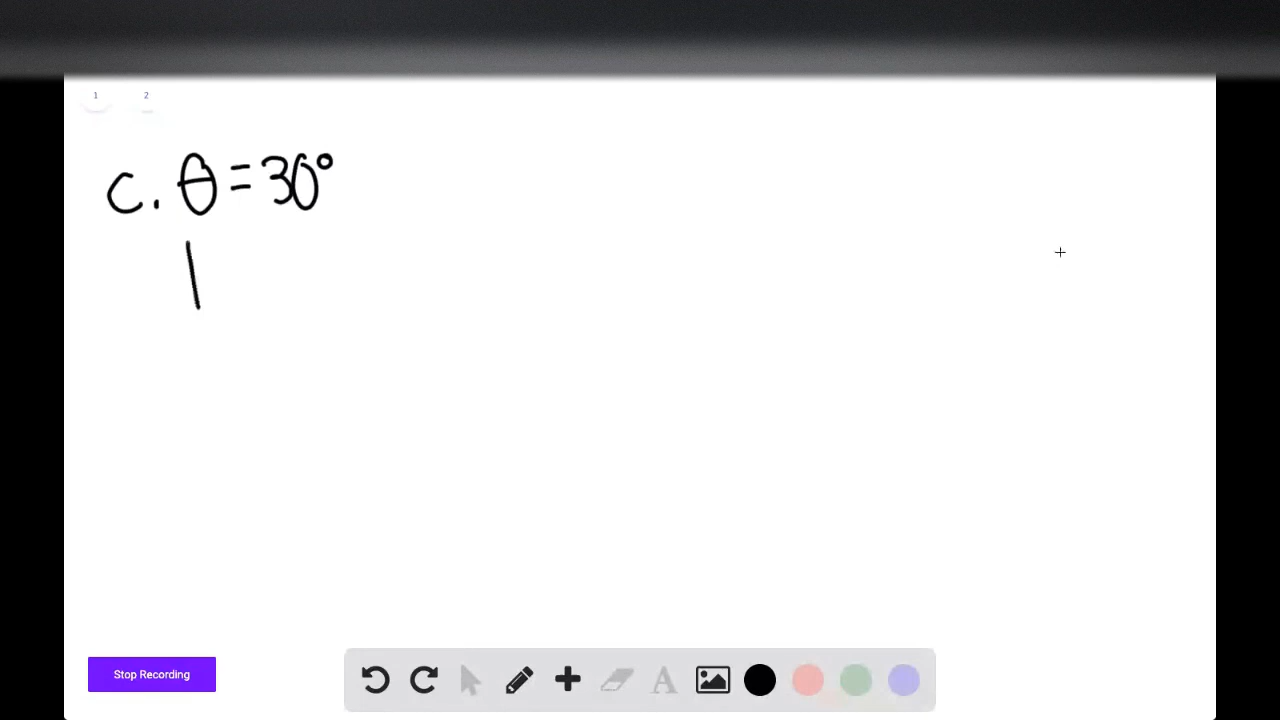 1 2
c. θ = 30°
Stop Recording
A